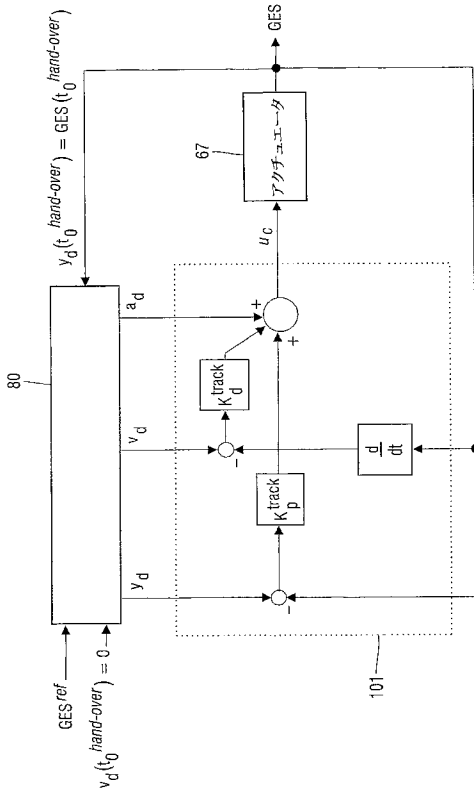 80
y_d(t_0^{hand-over}) = GES(t_0^{hand-over})
GES^{ref}
v_d(t_0^{hand-over}) = 0
y_d
v_d
a_d
67
アクチュエータ
GES
u_c
+
+
K_d^{track}
K_p^{track}
-
-
d/dt
101